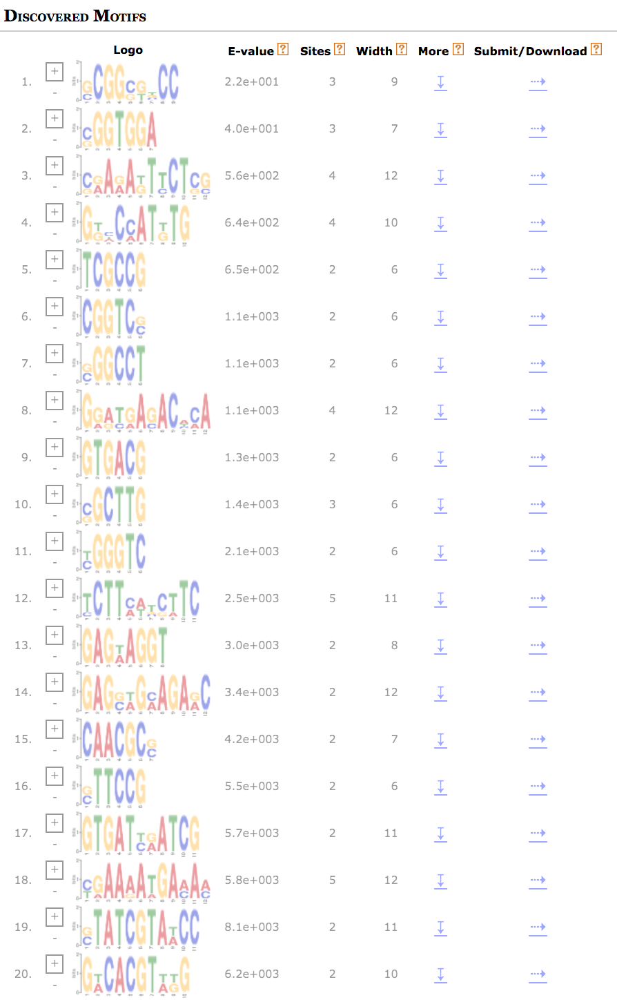 DISCOVERED MOTIFS
Logo E-value ? Sites ? Width ? More ? Submit/Download ?
1. + - 2.2e+001 3 9
2. + - 4.0e+001 3 7
3. + - 5.6e+002 4 12
4. + - 6.4e+002 4 10
5. + - TCGCCG 6.5e+002 2 6
6. + - 1.1e+003 2 6
7. + - 1.1e+003 2 6
8. + - 1.1e+003 4 12
9. + - GTGACG 1.3e+003 2 6
10. + - 1.4e+003 3 6
11. + - 2.1e+003 2 6
12. + - 2.5e+003 5 11
13. + - 3.0e+003 2 8
14. + - 3.4e+003 2 12
15. + - 4.2e+003 2 7
16. + - 5.5e+003 2 6
17. + - 5.7e+003 2 11
18. + - 5.8e+003 5 12
19. + - 8.1e+003 2 11
20. + - 6.2e+003 2 10